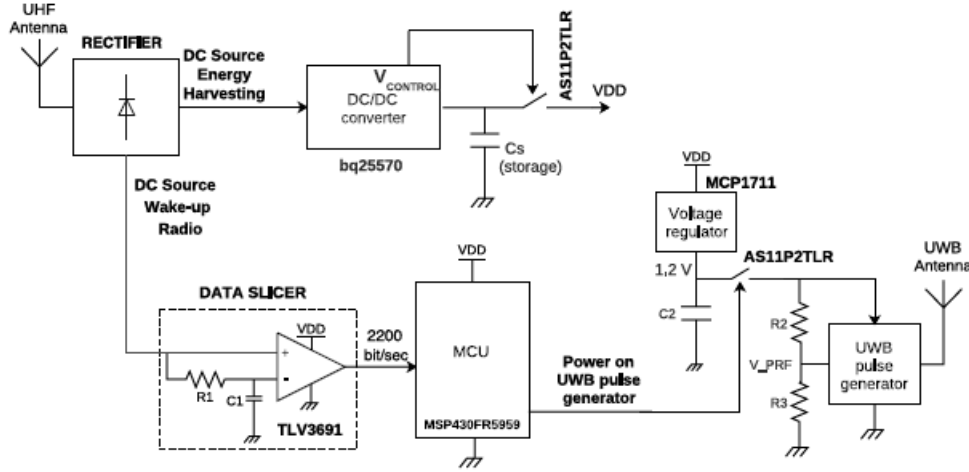 UHF
Antenna
RECTIFIER
DC Source
Energy
Harvesting
VCONTROL
DC/DC
converter
bq25570
AS11P2TLR
VDD
Cs
(storage)
DC Source
Wake-up
Radio
DATA SLICER
VDD
+
-
R1
C1
TLV3691
2200
bit/sec
VDD
MCU
MSP430FR5959
Power on
UWB pulse
generator
VDD
MCP1711
Voltage
regulator
1,2 V
C2
AS11P2TLR
R2
V_PRF
R3
UWB
pulse
generator
UWB
Antenna